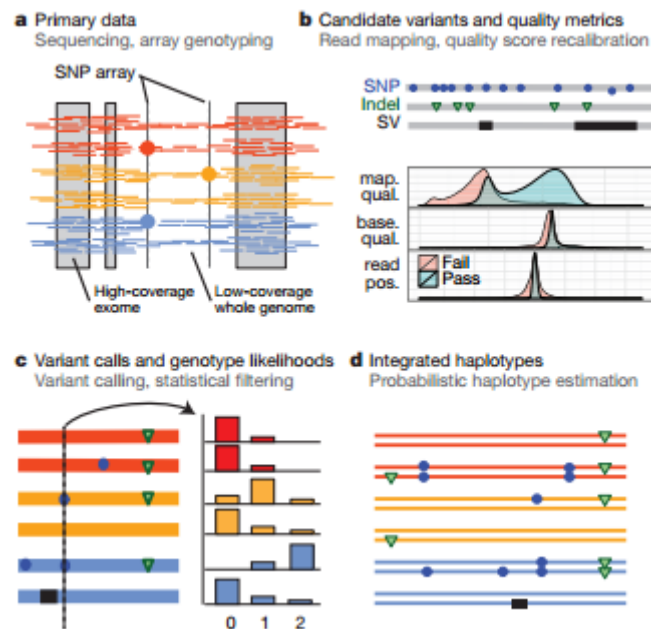 a Primary data
Sequencing, array genotyping
SNP array
High-coverage
exome
Low-coverage
whole genome
b Candidate variants and quality metrics
Read mapping, quality score recalibration
SNP
Indel
SV
map.
qual.
base.
qual.
read
pos.
Fail
Pass
c Variant calls and genotype likelihoods
Variant calling, statistical filtering
0 1 2
d Integrated haplotypes
Probabilistic haplotype estimation